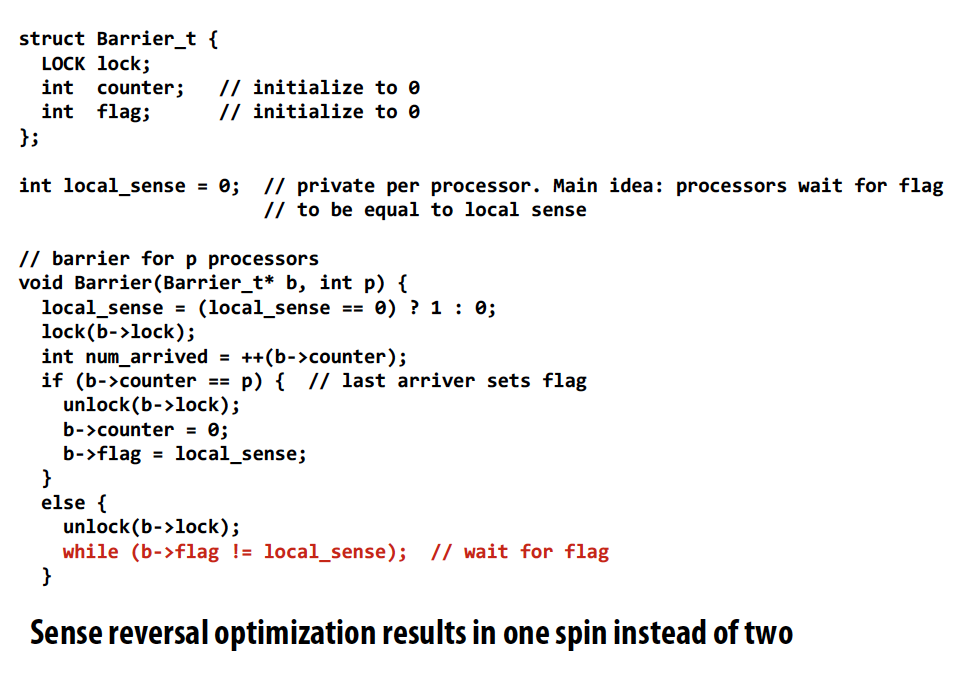 struct Barrier_t {
  LOCK lock;
  int  counter;   // initialize to 0
  int  flag;      // initialize to 0
};
int local_sense = 0;  // private per processor. Main idea: processors wait for flag
                      // to be equal to local sense
// barrier for p processors
void Barrier(Barrier_t* b, int p) {
  local_sense = (local_sense == 0) ? 1 : 0;
  lock(b->lock);
  int num_arrived = ++(b->counter);
  if (b->counter == p) {  // last arriver sets flag
    unlock(b->lock);
    b->counter = 0;
    b->flag = local_sense;
  }
  else {
    unlock(b->lock);
    while (b->flag != local_sense);  // wait for flag
  }
Sense reversal optimization results in one spin instead of two